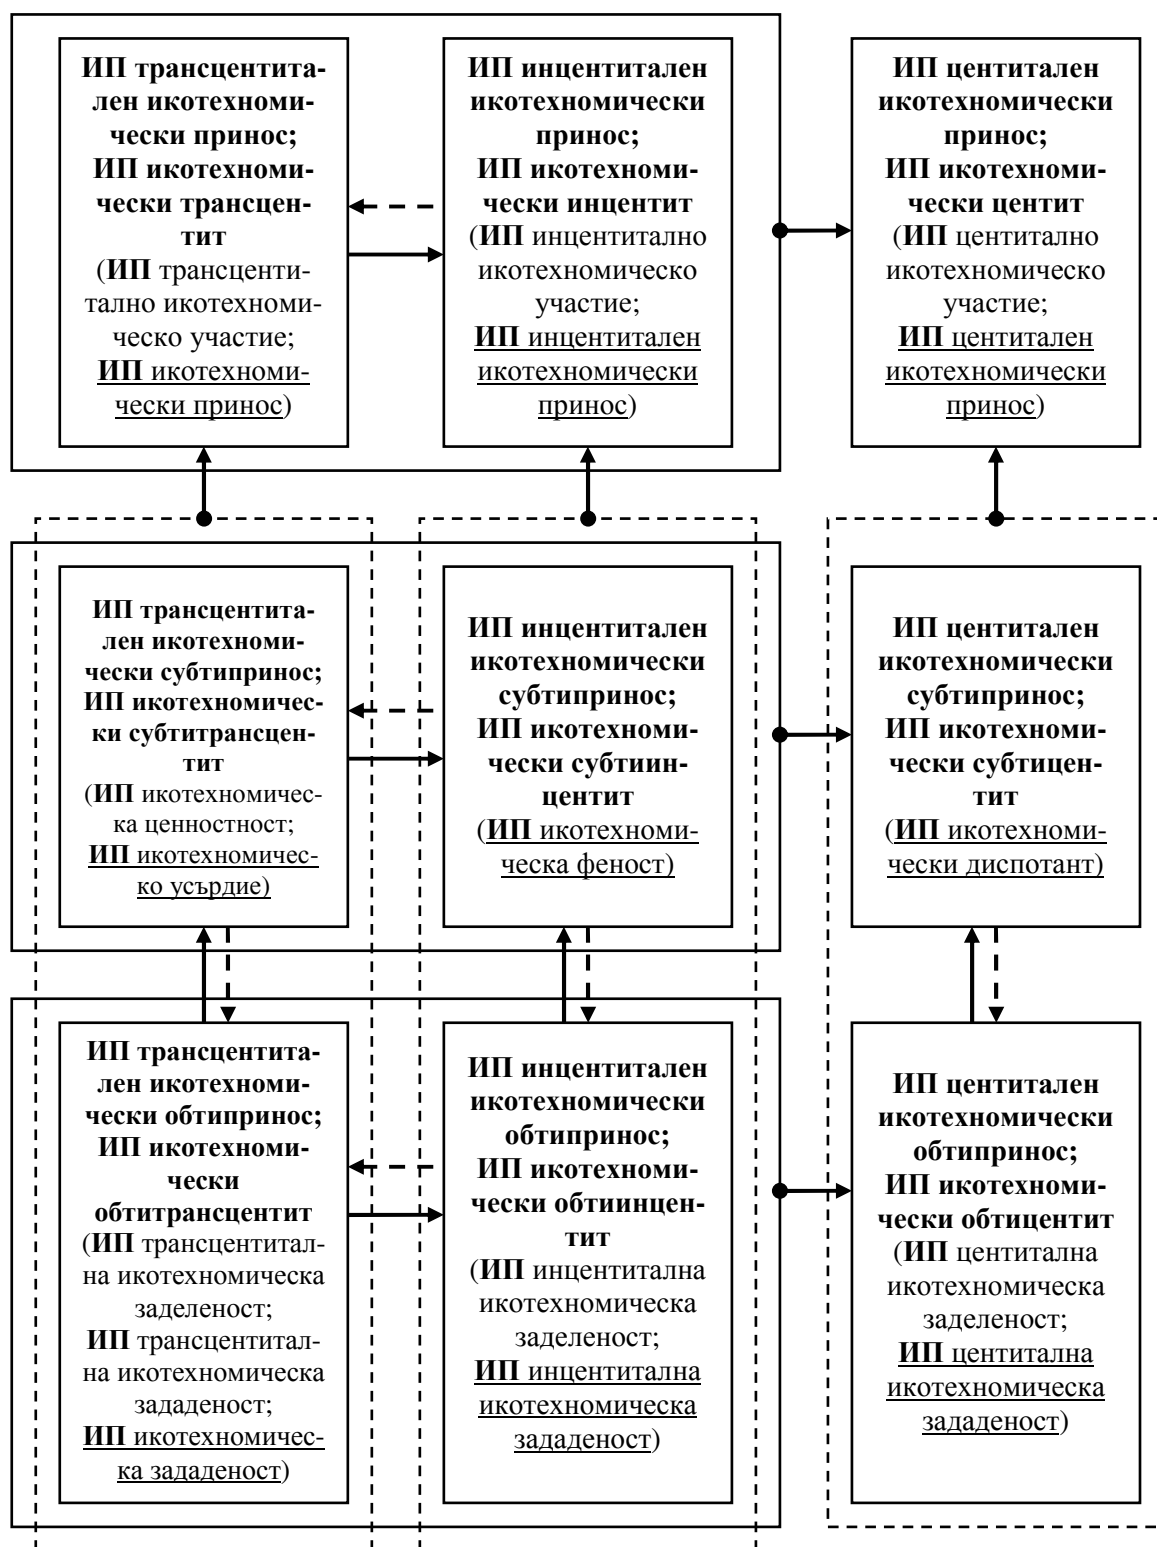 ИП трансцентита-
лен икотехноми-
чески принос;
ИП икотехноми-
чески трансцен-
тит
(ИП трансценти-
тално икотехноми-
ческо участие;
ИП икотехноми-
чески принос)
ИП инцентитален
икотехномически
принос;
ИП икотехноми-
чески инцентит
(ИП инцентитално
икотехномическо
участие;
ИП инцентитален
икотехномически
принос)
ИП центитален
икотехномически
принос;
ИП икотехноми-
чески центит
(ИП центитално
икотехномическо
участие;
ИП центитален
икотехномически
принос)
ИП трансцентита-
лен икотехноми-
чески субтипринос;
ИП икотехномичес-
ки субтитрансцен-
тит
(ИП икотехномичес-
ка ценностност;
ИП икотехномичес-
ко усърдие)
ИП инцентитален
икотехномически
субтипринос;
ИП икотехноми-
чески субтиин-
центит
(ИП икотехноми-
ческа феност)
ИП центитален
икотехномически
субтипринос;
ИП икотехноми-
чески субтицен-
тит
(ИП икотехноми-
чески диспотант)
ИП трансцентита-
лен икотехноми-
чески обтипринос;
ИП икотехноми-
чески
обтитрансцентит
(ИП трансцентитал-
на икотехномическа
заделеност;
ИП трансцентитал-
на икотехномическа
зададеност;
ИП икотехномичес-
ка зададеност)
ИП инцентитален
икотехномически
обтипринос;
ИП икотехноми-
чески обтиинцен-
тит
(ИП инцентитална
икотехномическа
заделеност;
ИП инцентитална
икотехномическа
зададеност)
ИП центитален
икотехномически
обтипринос;
ИП икотехноми-
чески обтицентит
(ИП центитална
икотехномическа
заделеност;
ИП центитална
икотехномическа
зададеност)